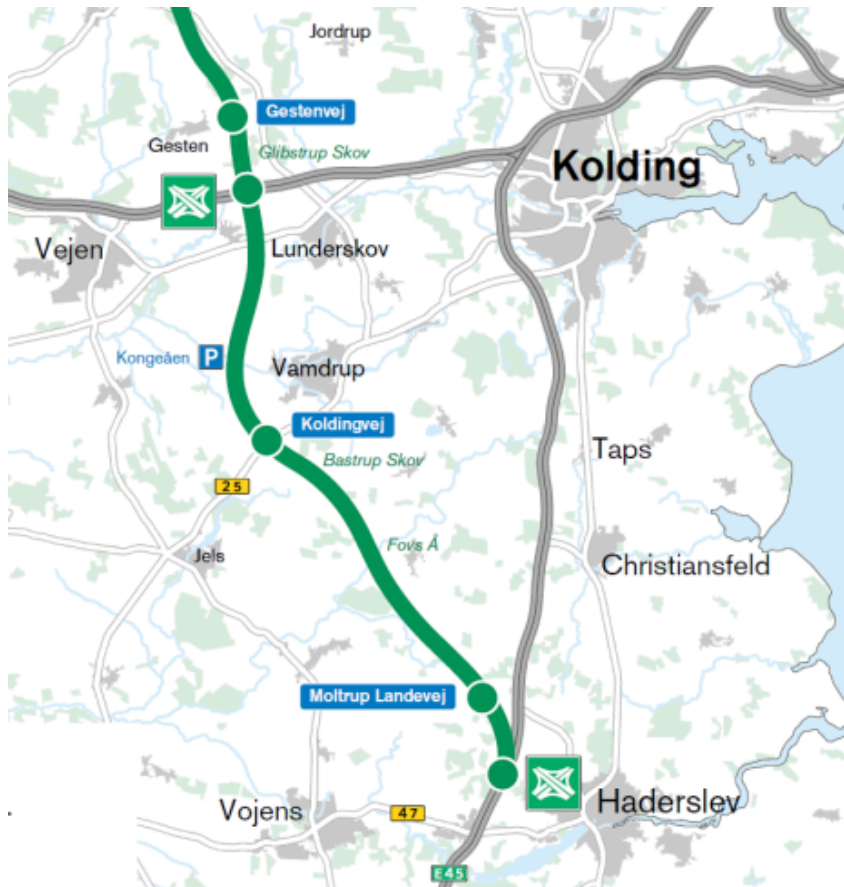 Jordrup
Gestenvej
Gesten
Glibstrup Skov
Kolding
Vejen
Lunderskov
Kongeåen
P
Vamdrup
Koldingvej
Bastrup Skov
Taps
25
Fovs Å
Jels
Christiansfeld
Moltrup Landevej
Haderslev
Vojens
47
E45